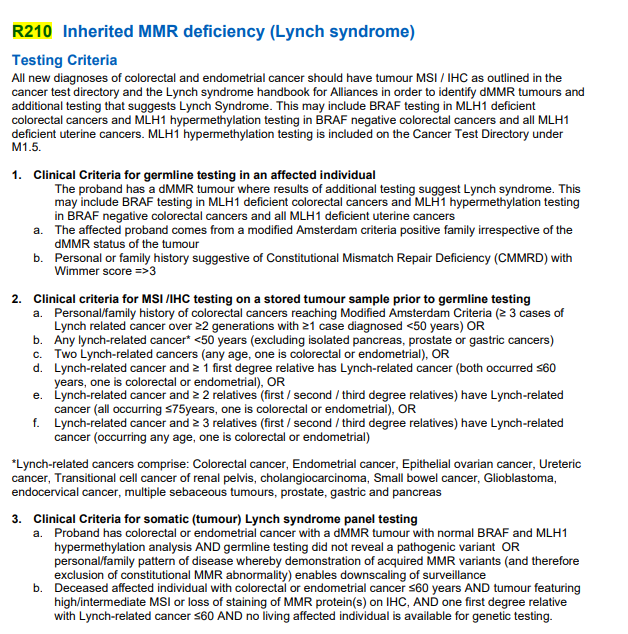 R210 Inherited MMR deficiency (Lynch syndrome)
Testing Criteria
All new diagnoses of colorectal and endometrial cancer should have tumour MSI / IHC as outlined in the
cancer test directory and the Lynch syndrome handbook for Alliances in order to identify dMMR tumours and
additional testing that suggests Lynch Syndrome. This may include BRAF testing in MLH1 deficient
colorectal cancers and MLH1 hypermethylation testing in BRAF negative colorectal cancers and all MLH1
deficient uterine cancers. MLH1 hypermethylation testing is included on the Cancer Test Directory under
M1.5.
1. Clinical Criteria for germline testing in an affected individual
The proband has a dMMR tumour where results of additional testing suggest Lynch syndrome. This
may include BRAF testing in MLH1 deficient colorectal cancers and MLH1 hypermethylation testing
in BRAF negative colorectal cancers and all MLH1 deficient uterine cancers
a. The affected proband comes from a modified Amsterdam criteria positive family irrespective of the
dMMR status of the tumour
b. Personal or family history suggestive of Constitutional Mismatch Repair Deficiency (CMMRD) with
Wimmer score =>3
2. Clinical criteria for MSI /IHC testing on a stored tumour sample prior to germline testing
a. Personal/family history of colorectal cancers reaching Modified Amsterdam Criteria (≥ 3 cases of
Lynch related cancer over ≥2 generations with ≥1 case diagnosed <50 years) OR
b. Any lynch-related cancer* <50 years (excluding isolated pancreas, prostate or gastric cancers)
c. Two Lynch-related cancers (any age, one is colorectal or endometrial), OR
d. Lynch-related cancer and ≥ 1 first degree relative has Lynch-related cancer (both occurred ≤60
years, one is colorectal or endometrial), OR
e. Lynch-related cancer and ≥ 2 relatives (first / second / third degree relatives) have Lynch-related
cancer (all occurring ≤75years, one is colorectal or endometrial), OR
f. Lynch-related cancer and ≥ 3 relatives (first / second / third degree relatives) have Lynch-related
cancer (occurring any age, one is colorectal or endometrial)
*Lynch-related cancers comprise: Colorectal cancer, Endometrial cancer, Epithelial ovarian cancer, Ureteric
cancer, Transitional cell cancer of renal pelvis, cholangiocarcinoma, Small bowel cancer, Glioblastoma,
endocervical cancer, multiple sebaceous tumours, prostate, gastric and pancreas
3. Clinical Criteria for somatic (tumour) Lynch syndrome panel testing
a. Proband has colorectal or endometrial cancer with a dMMR tumour with normal BRAF and MLH1
hypermethylation analysis AND germline testing did not reveal a pathogenic variant OR
personal/family pattern of disease whereby demonstration of acquired MMR variants (and therefore
exclusion of constitutional MMR abnormality) enables downscaling of surveillance
b. Deceased affected individual with colorectal or endometrial cancer ≤60 years AND tumour featuring
high/intermediate MSI or loss of staining of MMR protein(s) on IHC, AND one first degree relative
with Lynch-related cancer ≤60 AND no living affected individual is available for genetic testing.